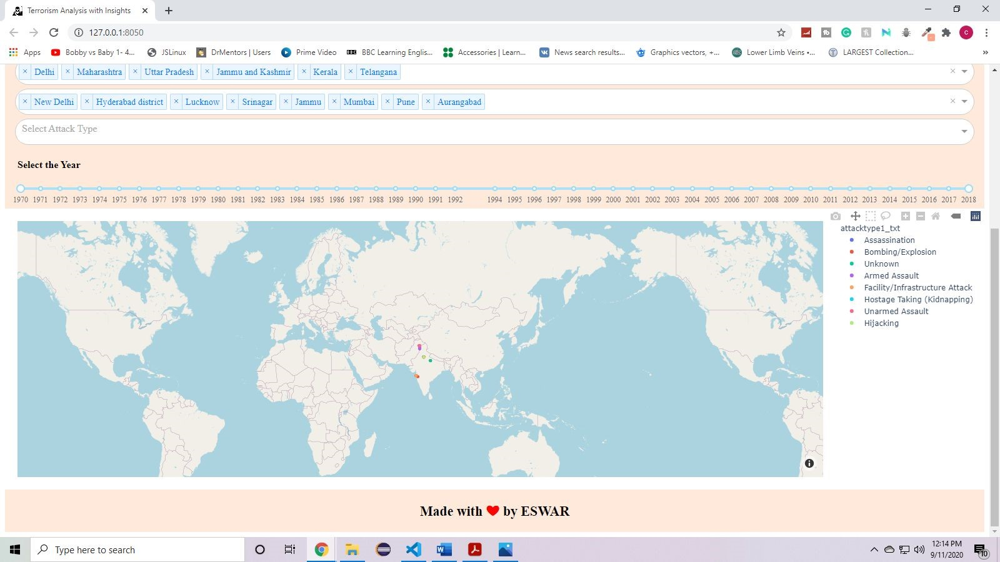 Terrorism Analysis with Insights
127.0.0.1:8050
Apps Bobby vs Baby 1- 4... JSLinux DrMentors | Users Prime Video BBC BBC Learning Englis... Accessories | Learn... News search results... Graphics vectors, +... Lower Limb Veins •... LARGEST Collection... »
× Delhi × Maharashtra × Uttar Pradesh × Jammu and Kashmir × Kerala × Telangana
× New Delhi × Hyderabad district × Lucknow × Srinagar × Jammu × Mumbai × Pune × Aurangabad
Select Attack Type
Select the Year
1970 1971 1972 1973 1974 1975 1976 1977 1978 1979 1980 1981 1982 1983 1984 1985 1986 1987 1988 1989 1990 1991 1992 1994 1995 1996 1997 1998 1999 2000 2001 2002 2003 2004 2005 2006 2007 2008 2009 2010 2011 2012 2013 2014 2015 2016 2017 2018
attacktype1_txt
Assassination
Bombing/Explosion
Unknown
Armed Assault
Facility/Infrastructure Attack
Hostage Taking (Kidnapping)
Unarmed Assault
Hijacking
Made with ❤ by ESWAR
Type here to search
12:14 PM
9/11/2020
10